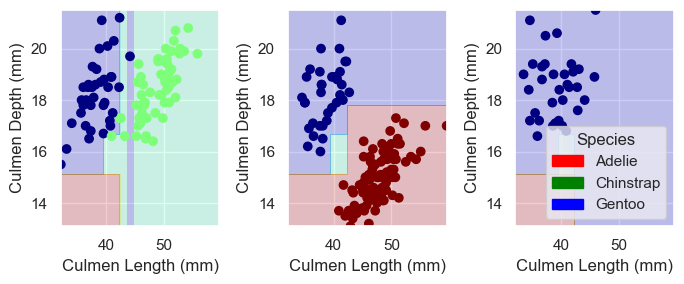 20
18
16
14
Culmen Depth (mm)
40
50
Culmen Length (mm)
20
18
16
14
Culmen Depth (mm)
40
50
Culmen Length (mm)
20
18
16
14
Culmen Depth (mm)
40
50
Culmen Length (mm)
Species
Adelie
Chinstrap
Gentoo